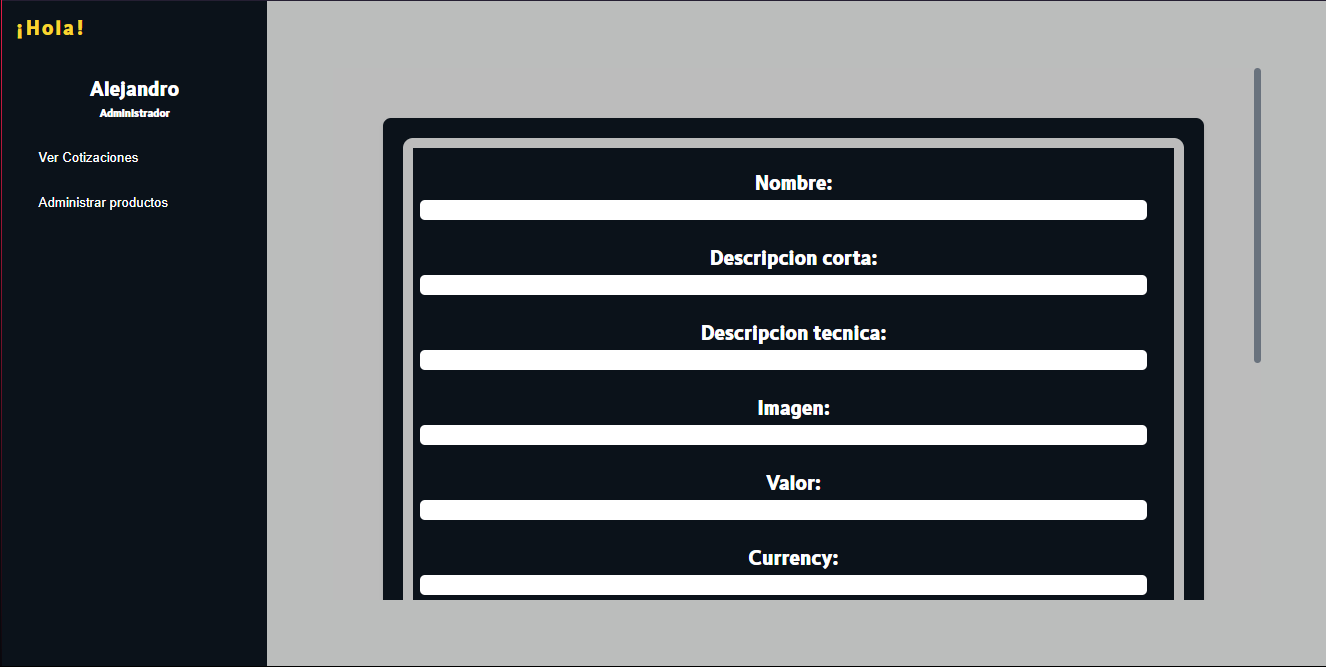 ¡Hola!
Alejandro
Administrador
Ver Cotizaciones
Administrar productos
Nombre:
Descripcion corta:
Descripcion tecnica:
Imagen:
Valor:
Currency: